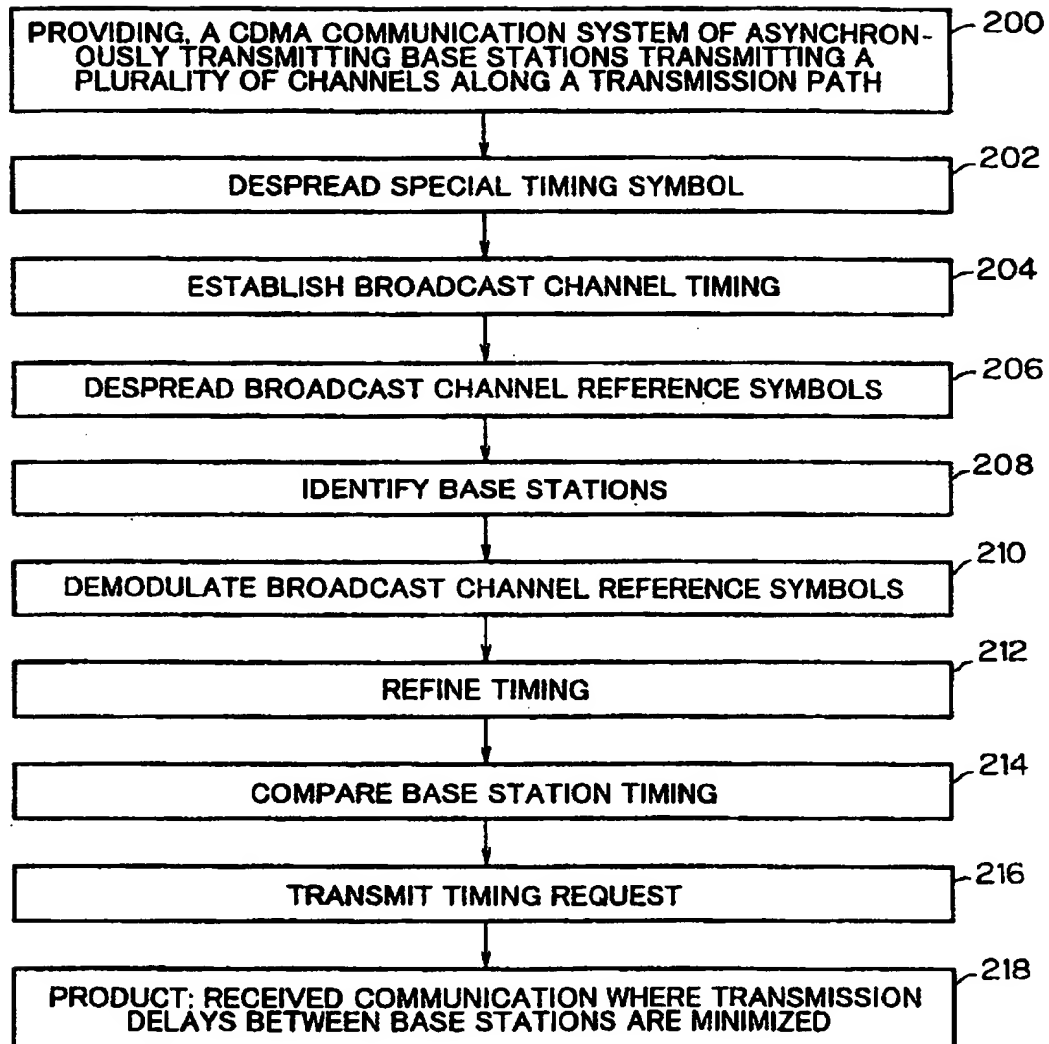 PROVIDING, A CDMA COMMUNICATION SYSTEM OF ASYNCHRON-
OUSLY TRANSMITTING BASE STATIONS TRANSMITTING A
PLURALITY OF CHANNELS ALONG A TRANSMISSION PATH
200
DESPREAD SPECIAL TIMING SYMBOL
202
ESTABLISH BROADCAST CHANNEL TIMING
204
DESPREAD BROADCAST CHANNEL REFERENCE SYMBOLS
206
IDENTIFY BASE STATIONS
208
DEMODULATE BROADCAST CHANNEL REFERENCE SYMBOLS
210
REFINE TIMING
212
COMPARE BASE STATION TIMING
214
TRANSMIT TIMING REQUEST
216
PRODUCT: RECEIVED COMMUNICATION WHERE TRANSMISSION
DELAYS BETWEEN BASE STATIONS ARE MINIMIZED
218